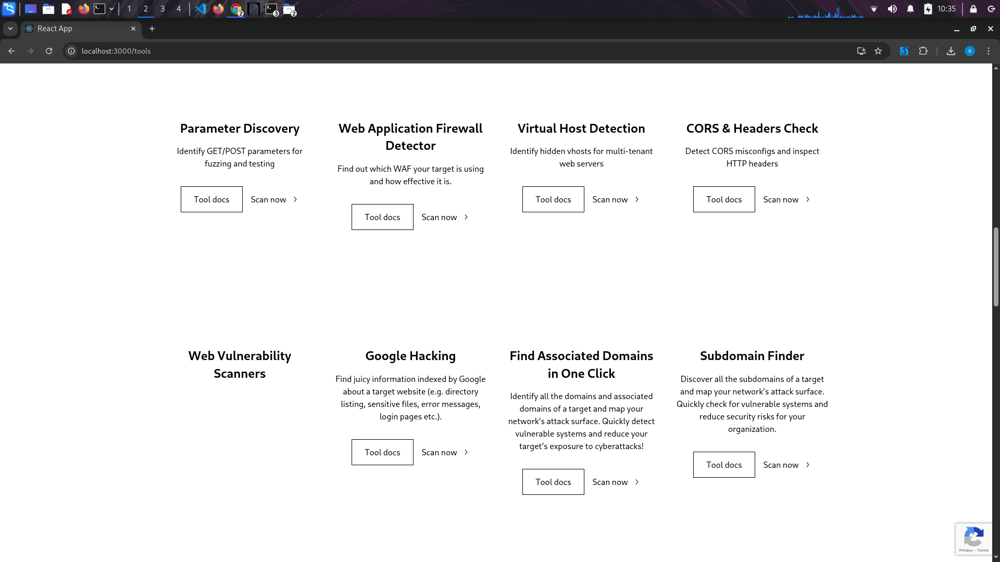 1 2 3 4
2 3 2
10:35
React App
localhost:3000/tools
s
Parameter Discovery
Identify GET/POST parameters for
fuzzing and testing
Tool docs
Scan now
Web Application Firewall
Detector
Find out which WAF your target is using
and how effective it is.
Tool docs
Scan now
Virtual Host Detection
Identify hidden vhosts for multi-tenant
web servers
Tool docs
Scan now
CORS & Headers Check
Detect CORS misconfigs and inspect
HTTP headers
Tool docs
Scan now
Web Vulnerability
Scanners
Google Hacking
Find juicy information indexed by Google
about a target website (e.g. directory
listing, sensitive files, error messages,
login pages etc.).
Tool docs
Scan now
Find Associated Domains
in One Click
Identify all the domains and associated
domains of a target and map your
network’s attack surface. Quickly detect
vulnerable systems and reduce your
target’s exposure to cyberattacks!
Tool docs
Scan now
Subdomain Finder
Discover all the subdomains of a target
and map your network’s attack surface.
Quickly check for vulnerable systems and
reduce security risks for your
organization.
Tool docs
Scan now
Privacy - Terms